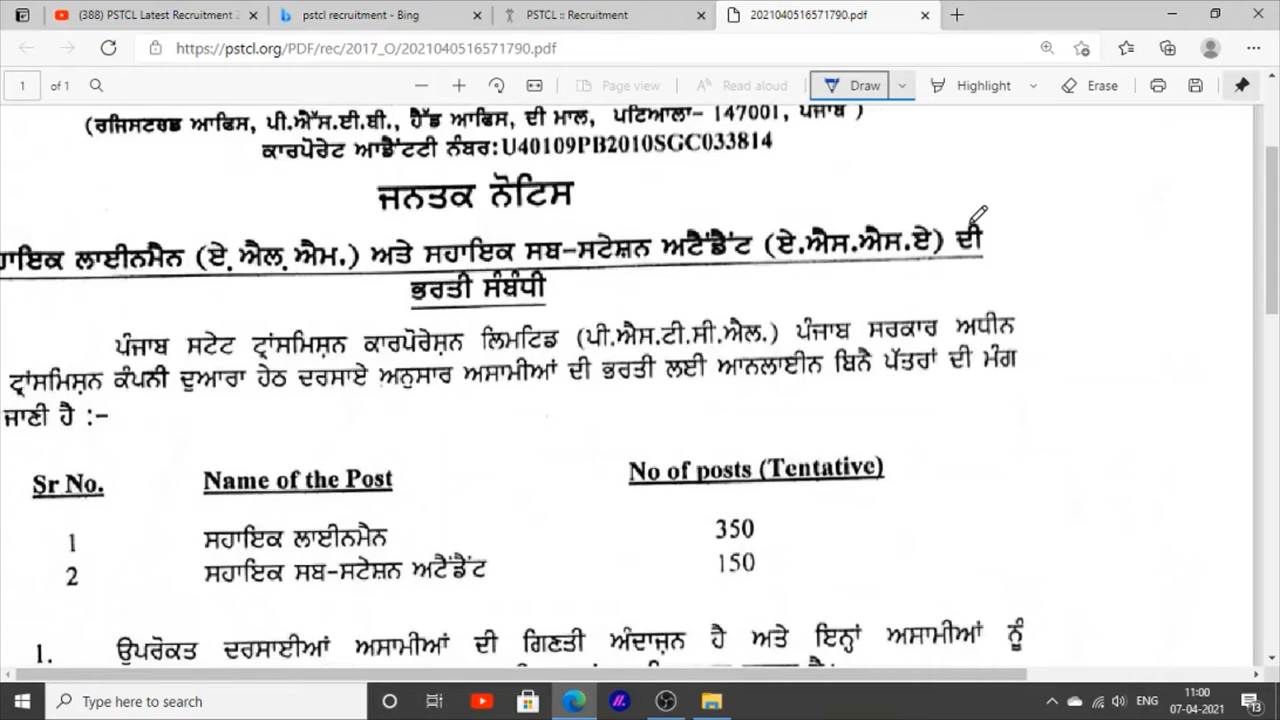 (388) PSTCL Latest Recruitment 2
pstcl recruitment - Bing
PSTCL :: Recruitment
2021040516571790.pdf
https://pstcl.org/PDF/rec/2017_O/2021040516571790.pdf
1 of 1
Page view
Read aloud
Draw
Highlight
Erase
(ਰਜਿਸਟਰਡ ਆਫਿਸ, ਪੀ.ਐੱਸ.ਈ.ਬੀ., ਹੈੱਡ ਆਫਿਸ, ਦੀ ਮਾਲ, ਪਟਿਆਲਾ- 147001, ਪੰਜਾਬ )
ਕਾਰਪੋਰੇਟ ਆਡੈਂਟਟੀ ਨੰਬਰ:U40109PB2010SGC033814
ਜਨਤਕ ਨੋਟਿਸ
ਹਾਇਕ ਲਾਈਨਮੈਨ (ਏ.ਐਲ.ਐਮ.) ਅਤੇ ਸਹਾਇਕ ਸਬ-ਸਟੇਸ਼ਨ ਅਟੈਂਡੈਂਟ (ਏ.ਐਸ.ਐਸ.ਏ) ਦੀ
ਭਰਤੀ ਸੰਬੰਧੀ
ਪੰਜਾਬ ਸਟੇਟ ਟ੍ਰਾਂਸਮਿਸ਼ਨ ਕਾਰਪੋਰੇਸ਼ਨ ਲਿਮਟਿਡ (ਪੀ.ਐਸ.ਟੀ.ਸੀ.ਐਲ.) ਪੰਜਾਬ ਸਰਕਾਰ ਅਧੀਨ
ਟ੍ਰਾਂਸਮਿਸ਼ਨ ਕੰਪਨੀ ਦੁਆਰਾ ਹੇਠ ਦਰਸਾਏ ਅਨੁਸਾਰ ਅਸਾਮੀਆਂ ਦੀ ਭਰਤੀ ਲਈ ਆਨਲਾਈਨ ਬਿਨੈ ਪੱਤਰਾਂ ਦੀ ਮੰਗ
ਜਾਣੀ ਹੈ :-
Sr No. Name of the Post No of posts (Tentative)
1 ਸਹਾਇਕ ਲਾਈਨਮੈਨ 350
2 ਸਹਾਇਕ ਸਬ-ਸਟੇਸ਼ਨ ਅਟੈਂਡੈਂਟ 150
1. ਉਪਰੋਕਤ ਦਰਸਾਈਆਂ ਅਸਾਮੀਆਂ ਦੀ ਗਿਣਤੀ ਅੰਦਾਜ਼ਨ ਹੈ ਅਤੇ ਇਨ੍ਹਾਂ ਅਸਾਮੀਆਂ ਨੂੰ
Type here to search
ENG
11:00
07-04-2021
13